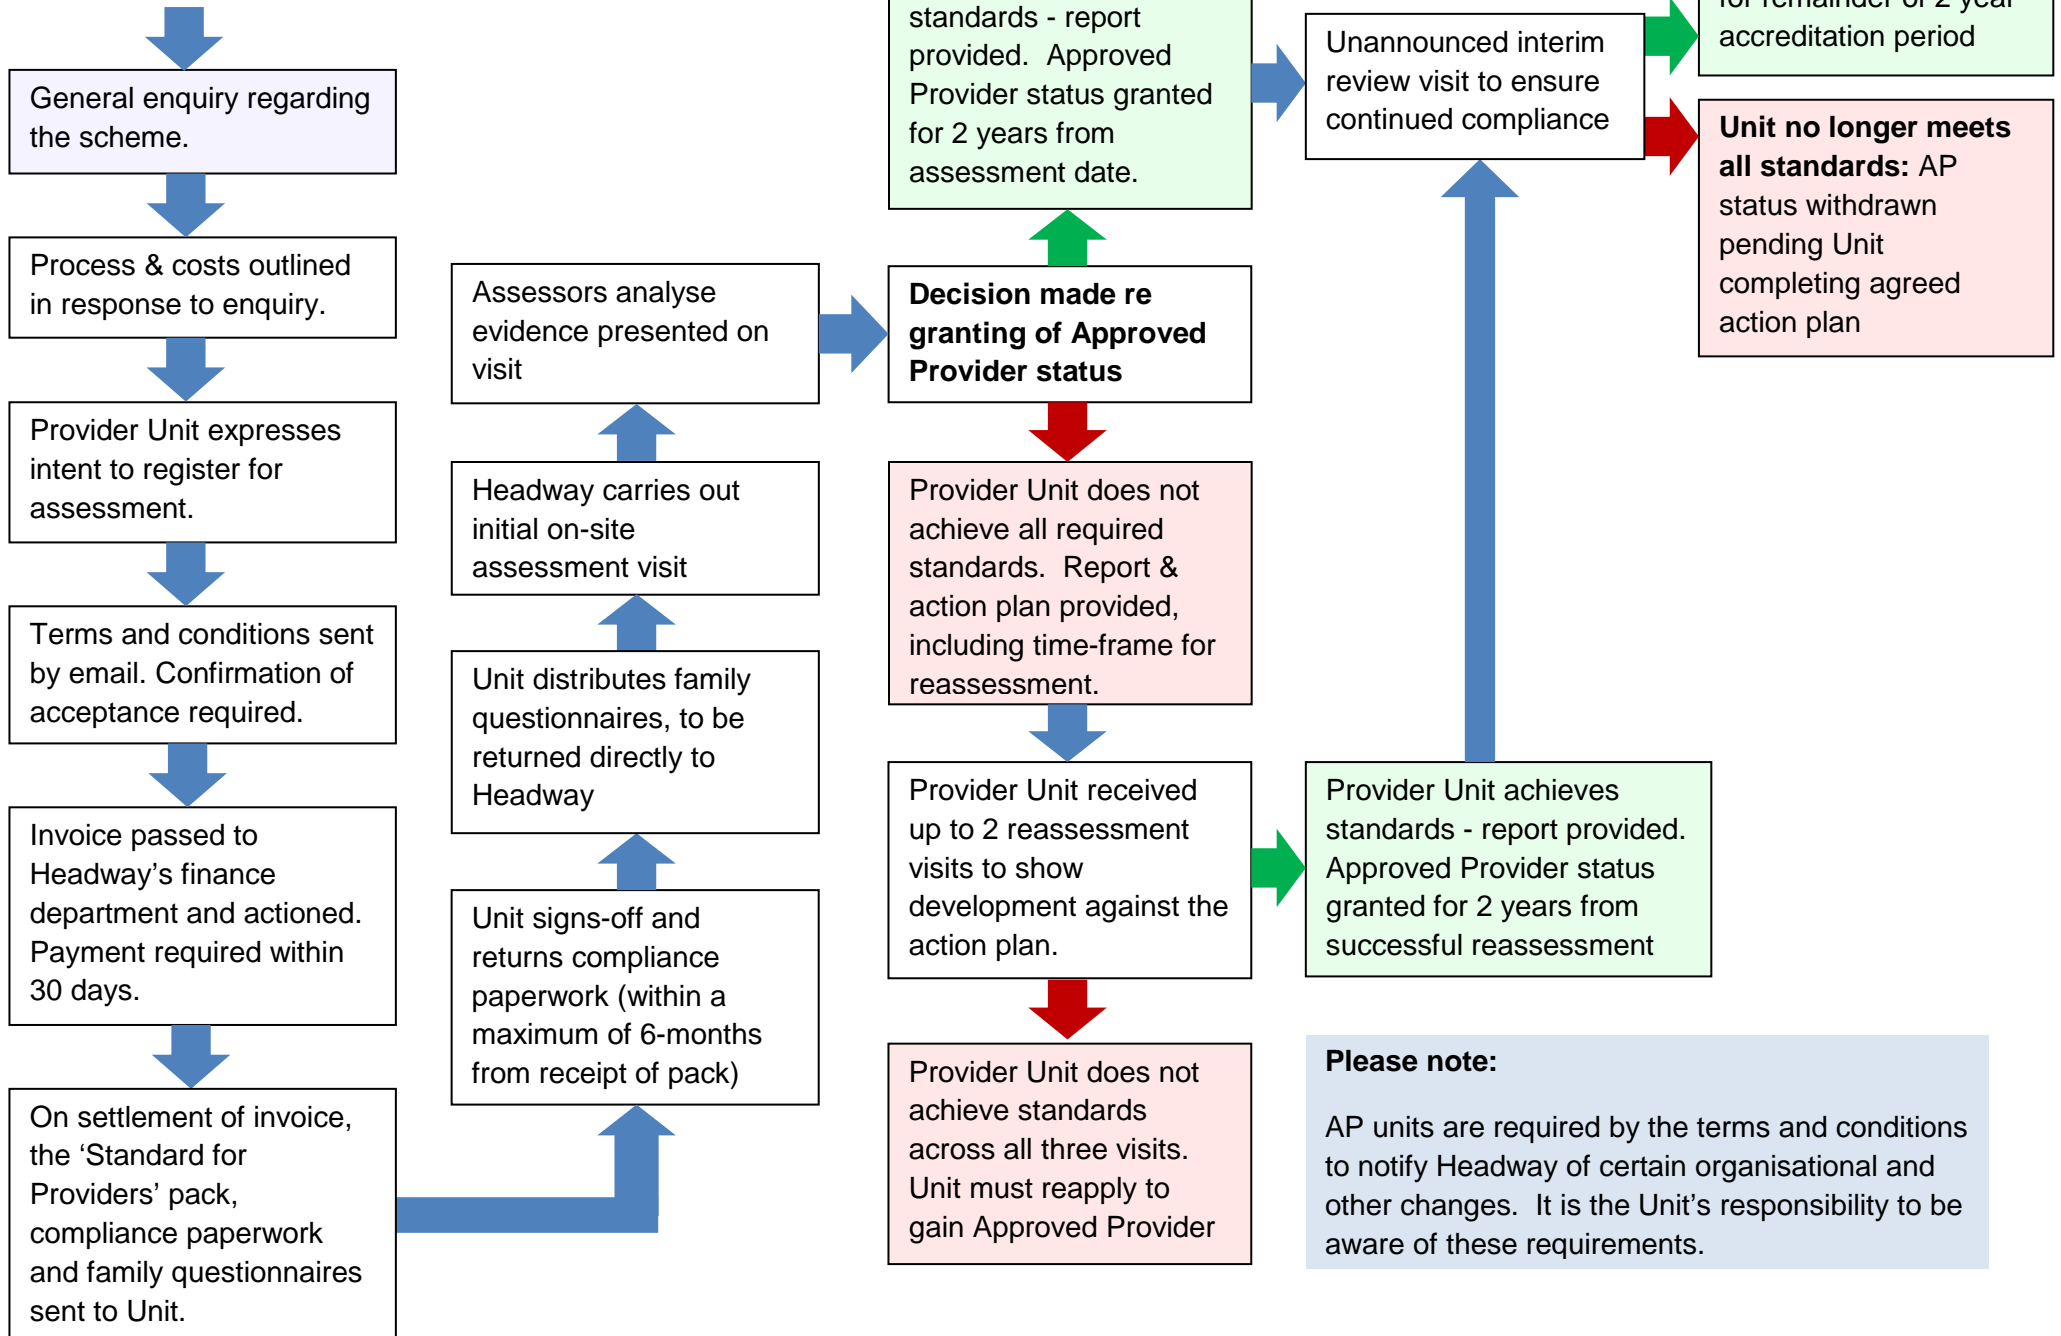 General enquiry regarding
the scheme.
Process & costs outlined
in response to enquiry.
Provider Unit expresses
intent to register for
assessment.
Terms and conditions sent
by email. Confirmation of
acceptance required.
Invoice passed to
Headway’s finance
department and actioned.
Payment required within
30 days.
On settlement of invoice,
the ‘Standard for
Providers’ pack,
compliance paperwork
and family questionnaires
sent to Unit.
Unit signs-off and
returns compliance
paperwork (within a
maximum of 6-months
from receipt of pack)
Unit distributes family
questionnaires, to be
returned directly to
Headway
Headway carries out
initial on-site
assessment visit
Assessors analyse
evidence presented on
visit
Decision made re
granting of Approved
Provider status
standards - report
provided.  Approved
Provider status granted
for 2 years from
assessment date.
Provider Unit does not
achieve all required
standards.  Report &
action plan provided,
including time-frame for
reassessment.
Provider Unit received
up to 2 reassessment
visits to show
development against the
action plan.
Provider Unit does not
achieve standards
across all three visits.
Unit must reapply to
gain Approved Provider
Provider Unit achieves
standards - report provided.
Approved Provider status
granted for 2 years from
successful reassessment
Unannounced interim
review visit to ensure
continued compliance
for remainder of 2 year
accreditation period
Unit no longer meets
all standards: AP
status withdrawn
pending Unit
completing agreed
action plan
Please note:
AP units are required by the terms and conditions
to notify Headway of certain organisational and
other changes.  It is the Unit’s responsibility to be
aware of these requirements.